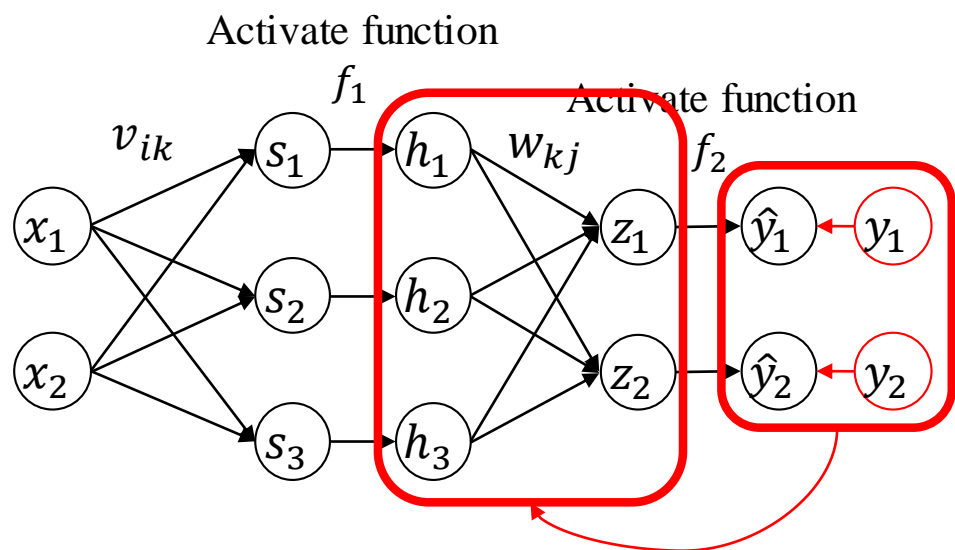 Activate function
f₁
Activate function
vᵢₖ
s₁
h₁
wₖⱼ
f₂
x₁
z₁
ŷ₁
y₁
s₂
h₂
x₂
z₂
ŷ₂
y₂
s₃
h₃